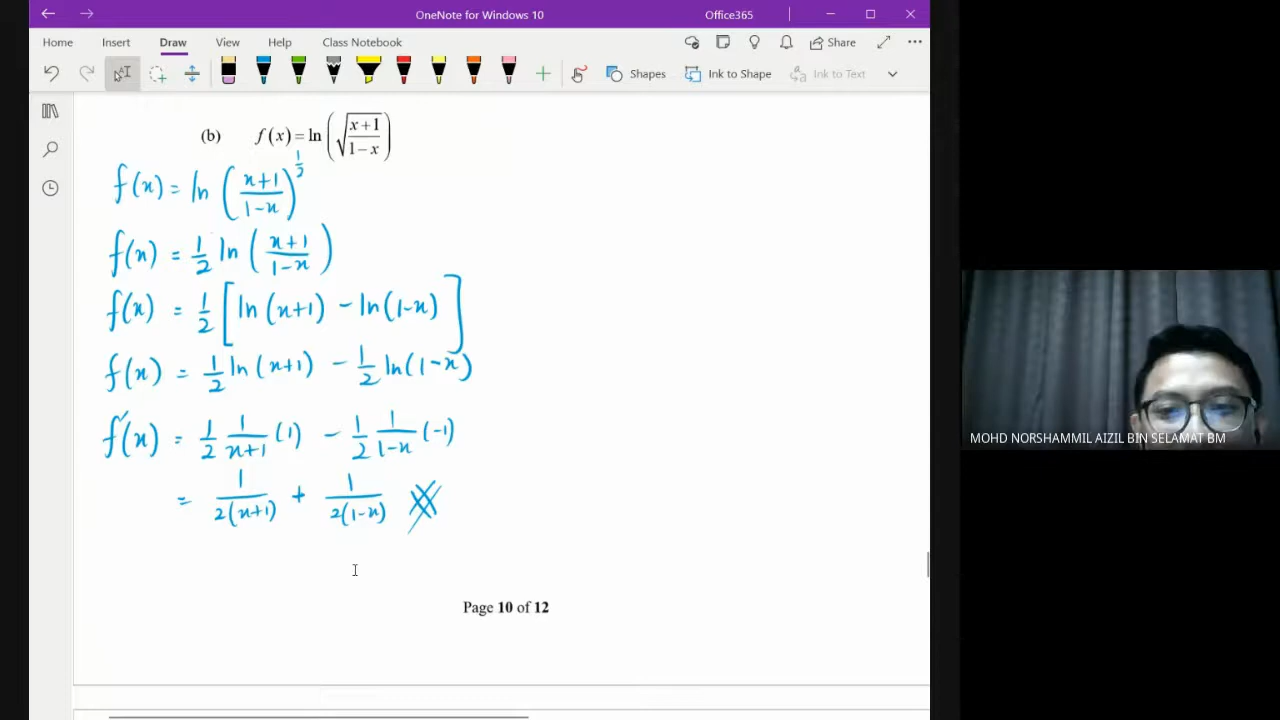 OneNote for Windows 10
Office365
Home Insert Draw View Help Class Notebook
Share
Shapes Ink to Shape Ink to Text
(b) f(x) = ln(√((x+1)/(1−x)))
f(x) = ln((x+1)/(1−x))^(1/2)
f(x) = 1/2 ln((x+1)/(1−x))
f(x) = 1/2 [ln(x+1) − ln(1−x)]
f(x) = 1/2 ln(x+1) − 1/2 ln(1−x)
f'(x) = 1/2 1/(x+1) (1) − 1/2 1/(1−x) (−1)
= 1/(2(x+1)) + 1/(2(1−x))
Page 10 of 12
MOHD NORSHAMMIL AIZIL BIN SELAMAT BM